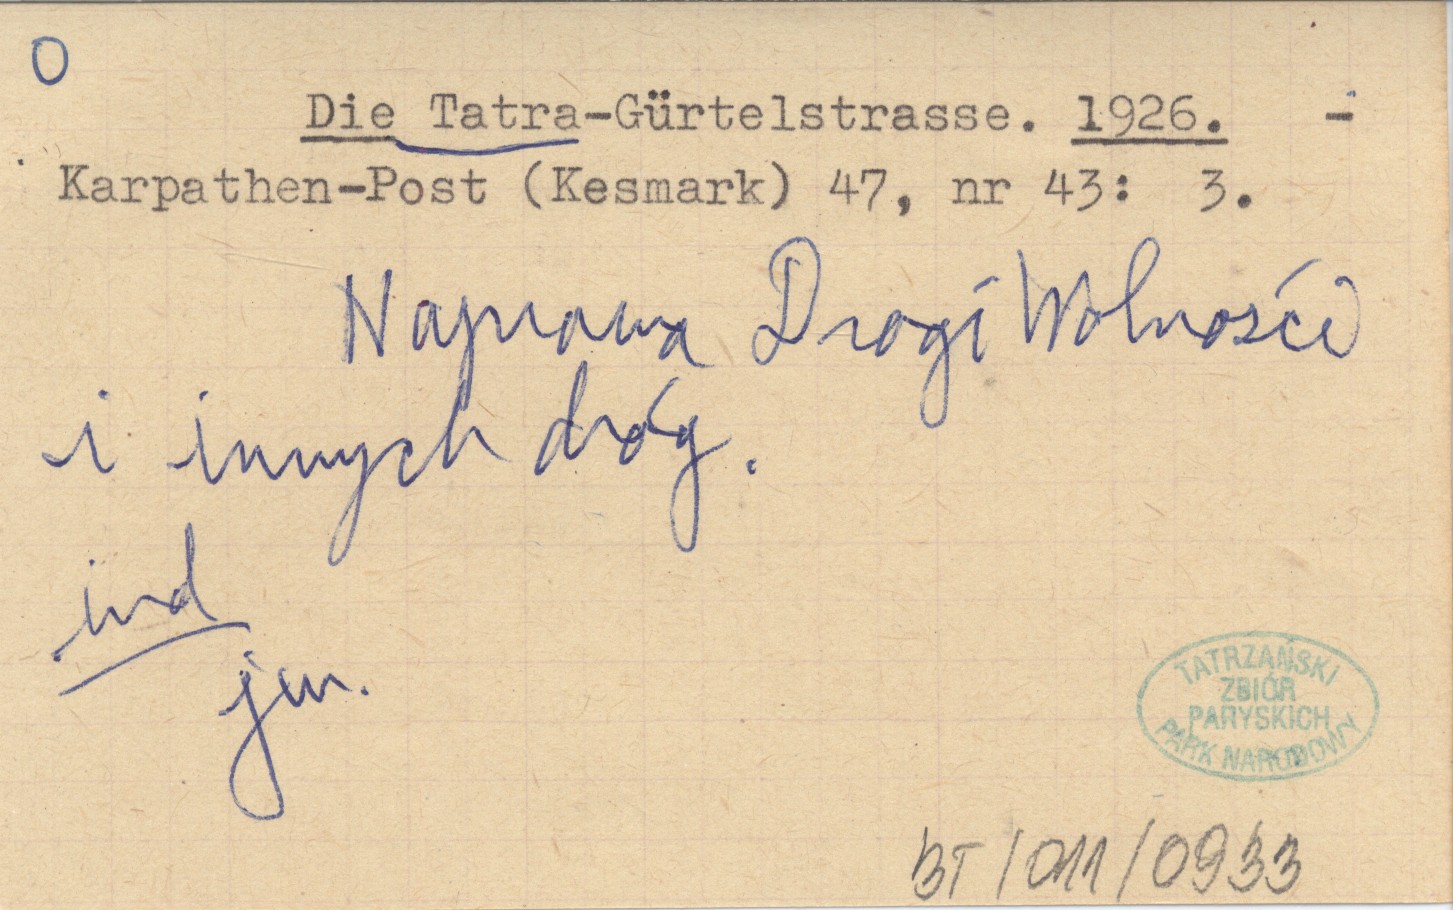 O
Die Tatra-Gürtelstrasse. 1926. -
Karpathen-Post (Kesmark) 47, nr 43: 3.
Naprawa Drogi Wolności
i innych dróg.
ind
jm.
TATRZAŃSKI
ZBIÓR
PARYSKICH
PARK NARODOWY
BT/011/0933